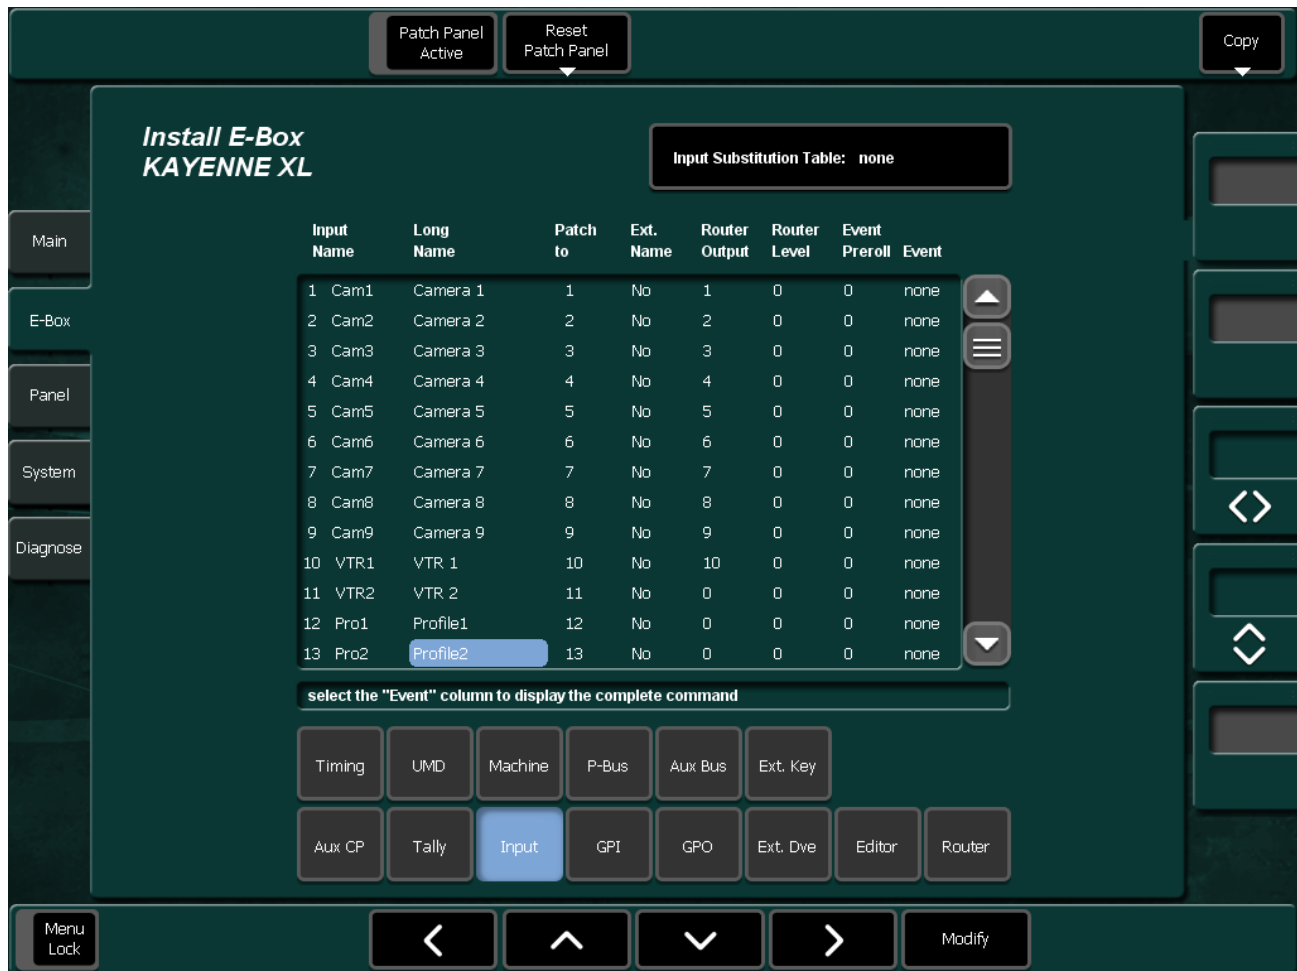 Patch Panel
Active
Reset
Patch Panel
Copy
Install E-Box
KAYENNE XL
Input Substitution Table: none
Main
E-Box
Panel
System
Diagnose
Input Name Long Name Patch to Ext. Name Router Output Router Level Event Preroll Event
1 Cam1 Camera 1 1 No 1 0 0 none
2 Cam2 Camera 2 2 No 2 0 0 none
3 Cam3 Camera 3 3 No 3 0 0 none
4 Cam4 Camera 4 4 No 4 0 0 none
5 Cam5 Camera 5 5 No 5 0 0 none
6 Cam6 Camera 6 6 No 6 0 0 none
7 Cam7 Camera 7 7 No 7 0 0 none
8 Cam8 Camera 8 8 No 8 0 0 none
9 Cam9 Camera 9 9 No 9 0 0 none
10 VTR1 VTR 1 10 No 10 0 0 none
11 VTR2 VTR 2 11 No 0 0 0 none
12 Pro1 Profile1 12 No 0 0 0 none
13 Pro2 Profile2 13 No 0 0 0 none
select the "Event" column to display the complete command
Timing UMD Machine P-Bus Aux Bus Ext. Key
Aux CP Tally Input GPI GPO Ext. Dve Editor Router
Menu
Lock
Modify